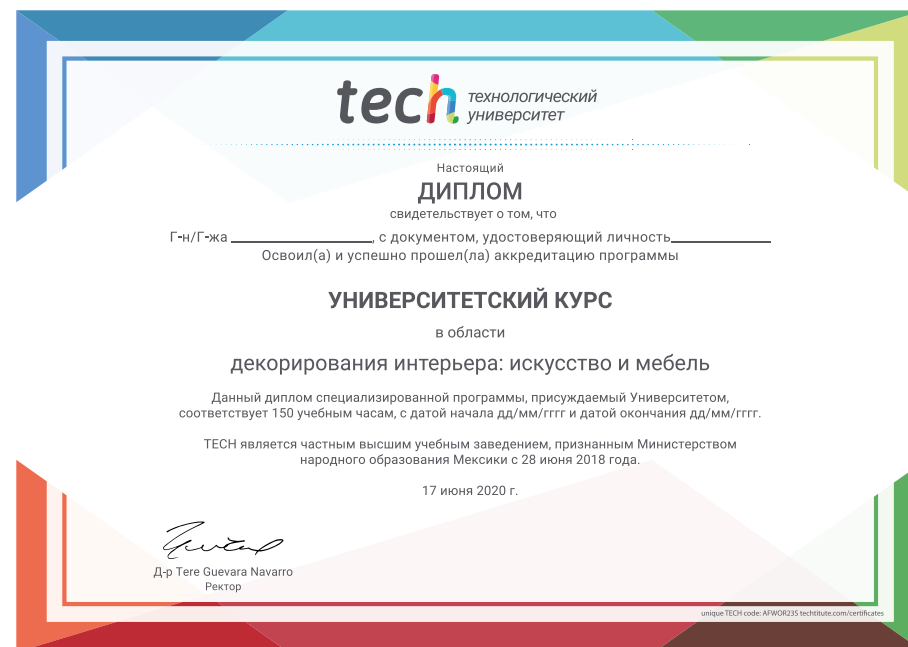 tech технологический
университет
Настоящий
ДИПЛОМ
свидетельствует о том, что
Г-н/Г-жа ____________, с документом, удостоверяющий личность____________
Освоил(а) и успешно прошел(ла) аккредитацию программы
УНИВЕРСИТЕТСКИЙ КУРС
в области
декорирования интерьера: искусство и мебель
Данный диплом специализированной программы, присуждаемый Университетом,
соответствует 150 учебным часам, с датой начала дд/мм/гггг и датой окончания дд/мм/гггг.
TECH является частным высшим учебным заведением, признанным Министерством
народного образования Мексики с 28 июня 2018 года.
17 июня 2020 г.
Д-р Tere Guevara Navarro
Ректор
unique TECH code: AFWOR23S techtitute.com/certificates